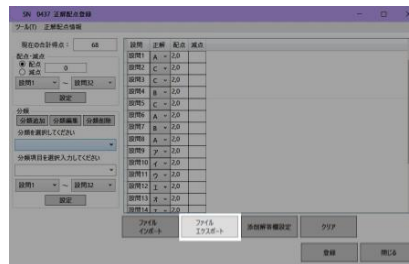 SN 0437 正解配点登録
ツール(T) 正解配点情報
現在の合計得点: 68
配点・減点
配点 0
減点
設問1 ~ 設問32
設定
分類
分類追加 分類編集 分類削除
分類を選択してください
分類項目を選択入力してください
設問1 ~ 設問32
設定
設問 正解 配点 減点
設問1 A 2.0
設問2 C 2.0
設問3 C 2.0
設問4 B 2.0
設問5 C 2.0
設問6 A 2.0
設問7 B 2.0
設問8 A 2.0
設問9 ア 2.0
設問10 イ 2.0
設問11 ウ 2.0
設問12 エ 2.0
設問13 オ 2.0
設問14 2.0
ファイル
インポート
ファイル
エクスポート
添削解答欄設定
クリア
登録
閉じる